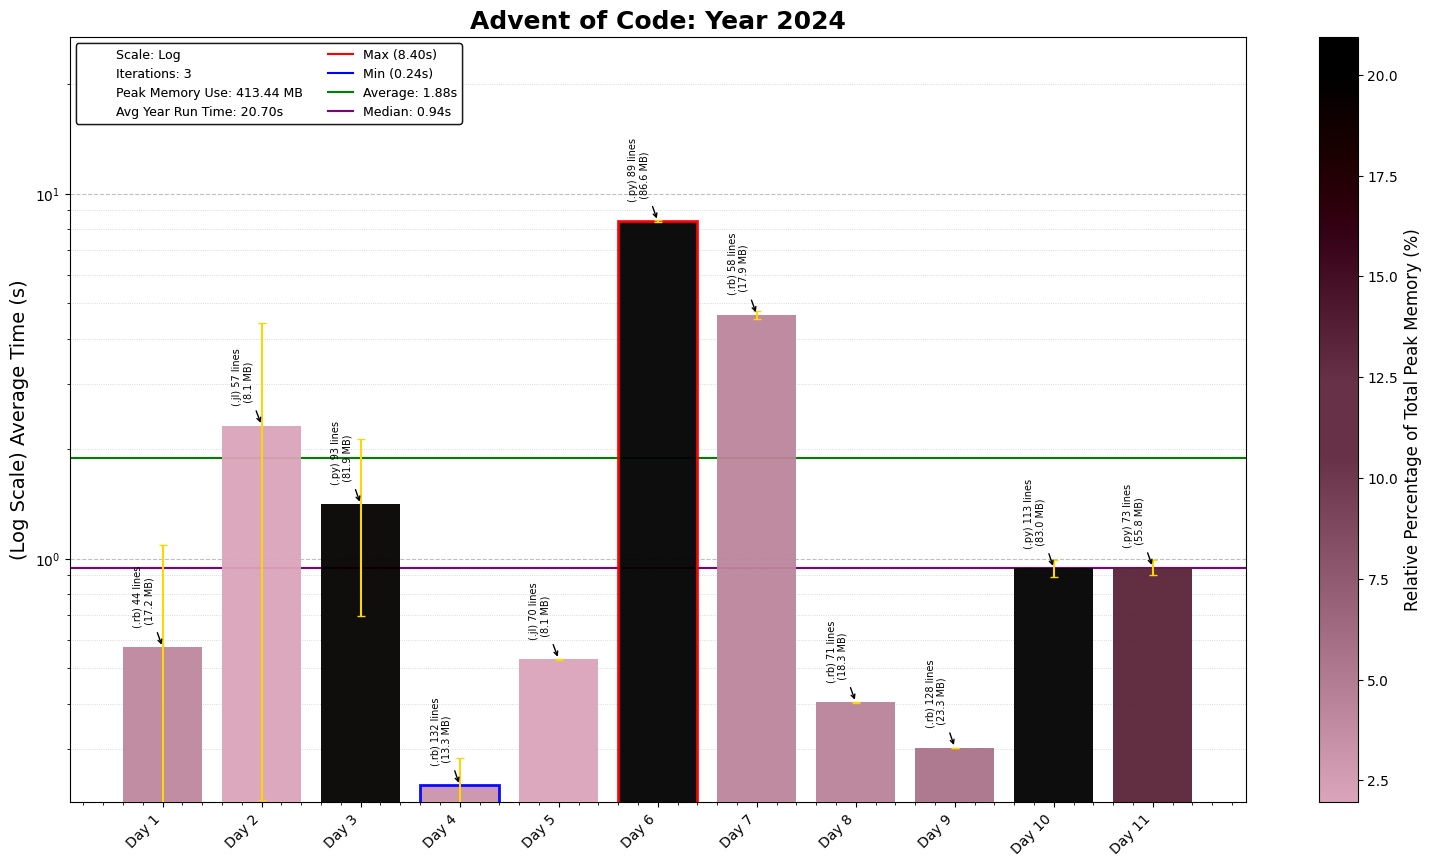 Advent of Code: Year 2024
Scale: Log
Iterations: 3
Peak Memory Use: 413.44 MB
Avg Year Run Time: 20.70s
Max (8.40s)
Min (0.24s)
Average: 1.88s
Median: 0.94s
(Log Scale) Average Time (s)
10¹
10⁰
(.rb) 44 lines
(17.2 MB)
(.jl) 57 lines
(8.1 MB)
(.py) 93 lines
(81.9 MB)
(.rb) 132 lines
(13.3 MB)
(.jl) 70 lines
(8.1 MB)
(.py) 89 lines
(86.6 MB)
(.rb) 58 lines
(17.9 MB)
(.rb) 71 lines
(18.3 MB)
(.rb) 128 lines
(23.3 MB)
(.py) 113 lines
(83.0 MB)
(.py) 73 lines
(55.8 MB)
Day 1
Day 2
Day 3
Day 4
Day 5
Day 6
Day 7
Day 8
Day 9
Day 10
Day 11
20.0
17.5
15.0
12.5
10.0
7.5
5.0
2.5
Relative Percentage of Total Peak Memory (%)